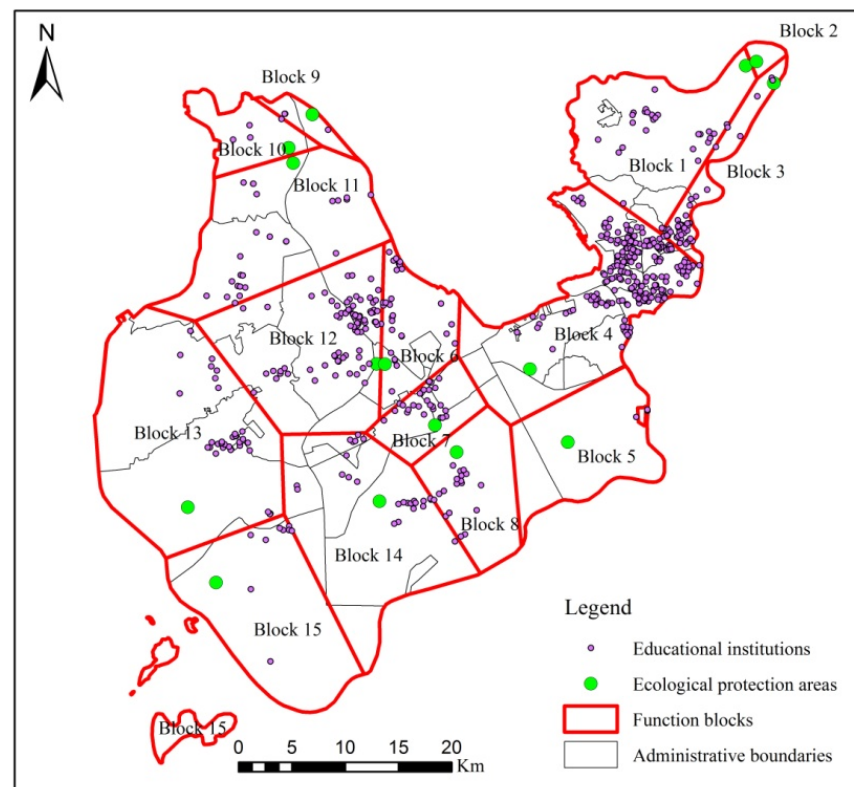 N
Block 2
Block 9
Block 10
Block 1
Block 3
Block 11
Block 12
Block 6
Block 4
Block 13
Block 7
Block 5
Block 8
Block 14
Block 15
Block 15
Legend
Educational institutions
Ecological protection areas
Function blocks
Administrative boundaries
0 5 10 15 20
Km